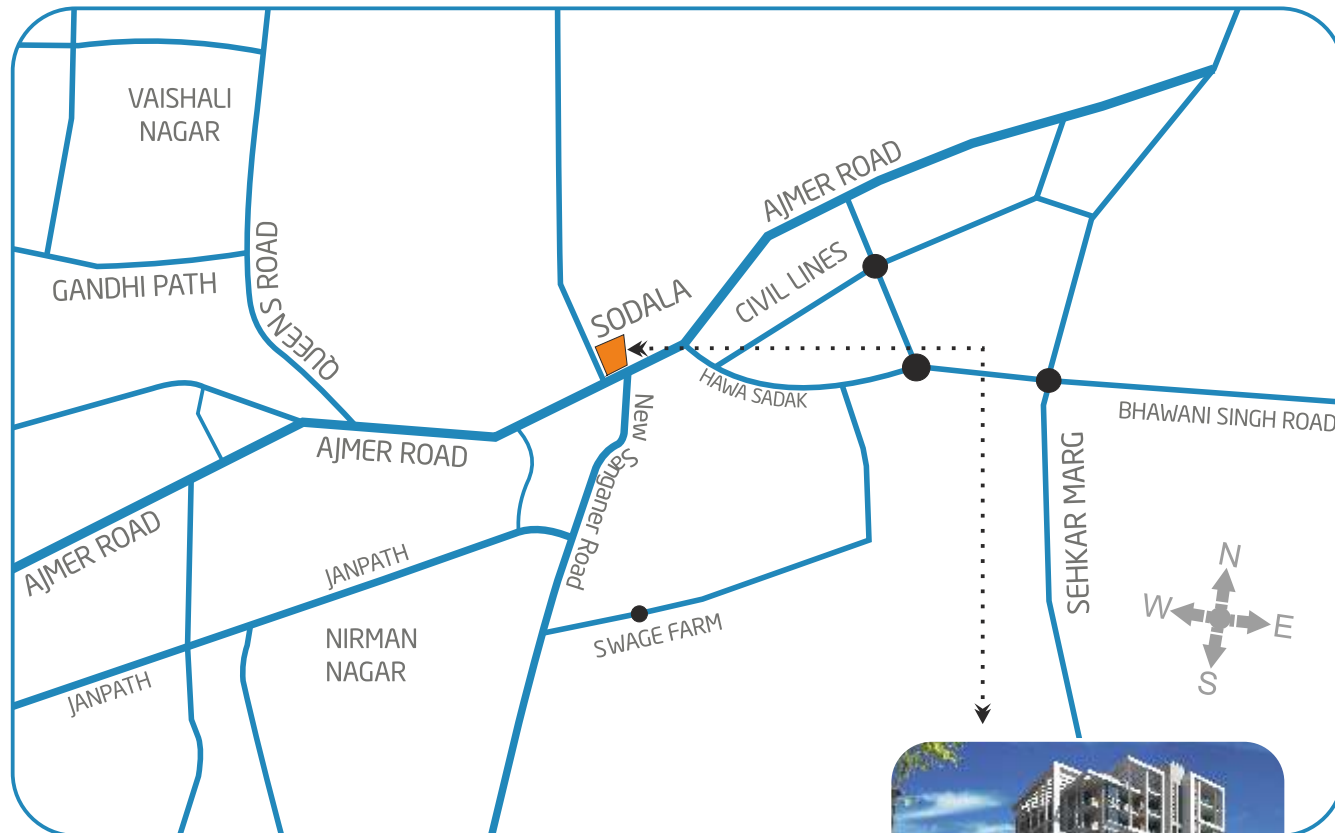 VAISHALI
NAGAR
AJMER ROAD
GANDHI PATH
QUEEN S ROAD
SODALA
CIVIL LINES
HAWA SADAK
BHAWANI SINGH ROAD
AJMER ROAD
New Sanganer Road
SEHKAR MARG
AJMER ROAD
JANPATH
N
W
E
S
SWAGE FARM
NIRMAN
NAGAR
JANPATH